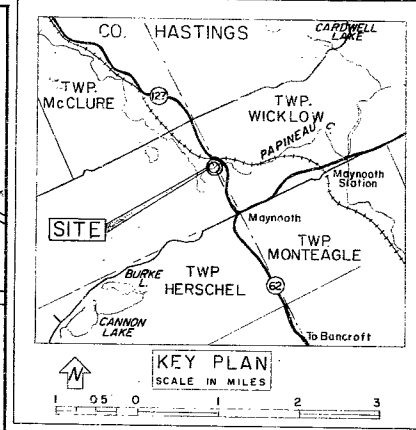 CO. HASTINGS
CARDWELL
LAKE
TWP.
McCLURE
127
TWP.
WICKLOW
PAPINEAU C
Maynooth
Station
SITE
Maynooth
TWP.
MONTEAGLE
BURKE
L.
TWP
HERSCHEL
62
CANNON
LAKE
To Bancroft
N
KEY PLAN
SCALE IN MILES
1 0.5 0 1 2 3